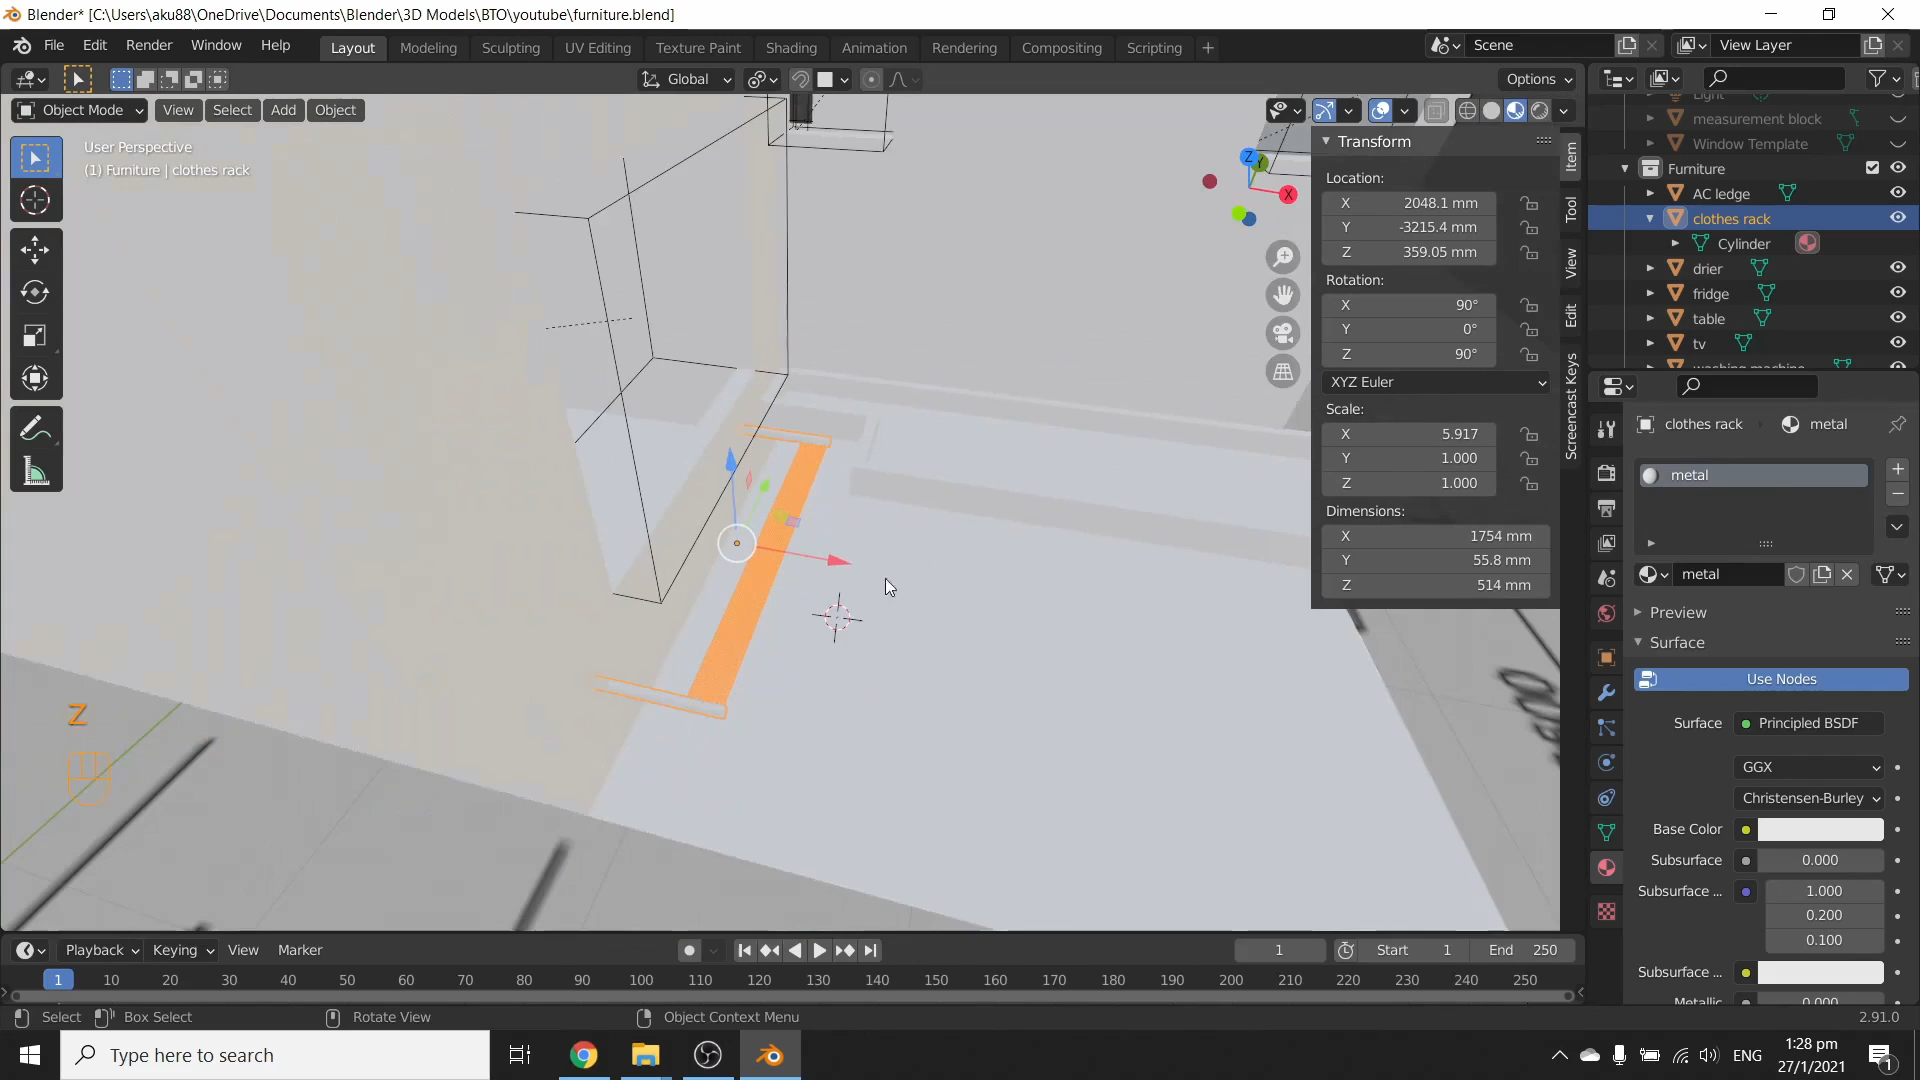 Blender* [C:\Users\aku88\OneDrive\Documents\Blender\3D Models\BTO\youtube\furniture.blend]
File Edit Render Window Help Layout Modeling Sculpting UV Editing Texture Paint Shading Animation Rendering Compositing Scripting + Scene View Layer
Global Options
Object Mode View Select Add Object
User Perspective
(1) Furniture | clothes rack
Z
X
Transform
Location:
X 2048.1 mm
Y -3215.4 mm
Z 359.05 mm
Rotation:
X 90°
Y 0°
Z 90°
XYZ Euler
Scale:
X 5.917
Y 1.000
Z 1.000
Dimensions:
X 1754 mm
Y 55.8 mm
Z 514 mm
Item
Tool
View
Edit
Screencast Keys
Light
measurement block
Window Template
Furniture
AC ledge
clothes rack
Cylinder
drier
fridge
table
tv
washing machine
clothes rack metal
metal
metal
Preview
Surface
Use Nodes
Surface Principled BSDF
GGX
Christensen-Burley
Base Color
Subsurface 0.000
Subsurface ... 1.000
0.200
0.100
Subsurface ...
Metallic 0.000
Z
Playback Keying View Marker 1 Start 1 End 250
1 10 20 30 40 50 60 70 80 90 100 110 120 130 140 150 160 170 180 190 200 210 220 230 240 250
Select Box Select Rotate View Object Context Menu 2.91.0
Type here to search
ENG
1:28 pm
27/1/2021
1